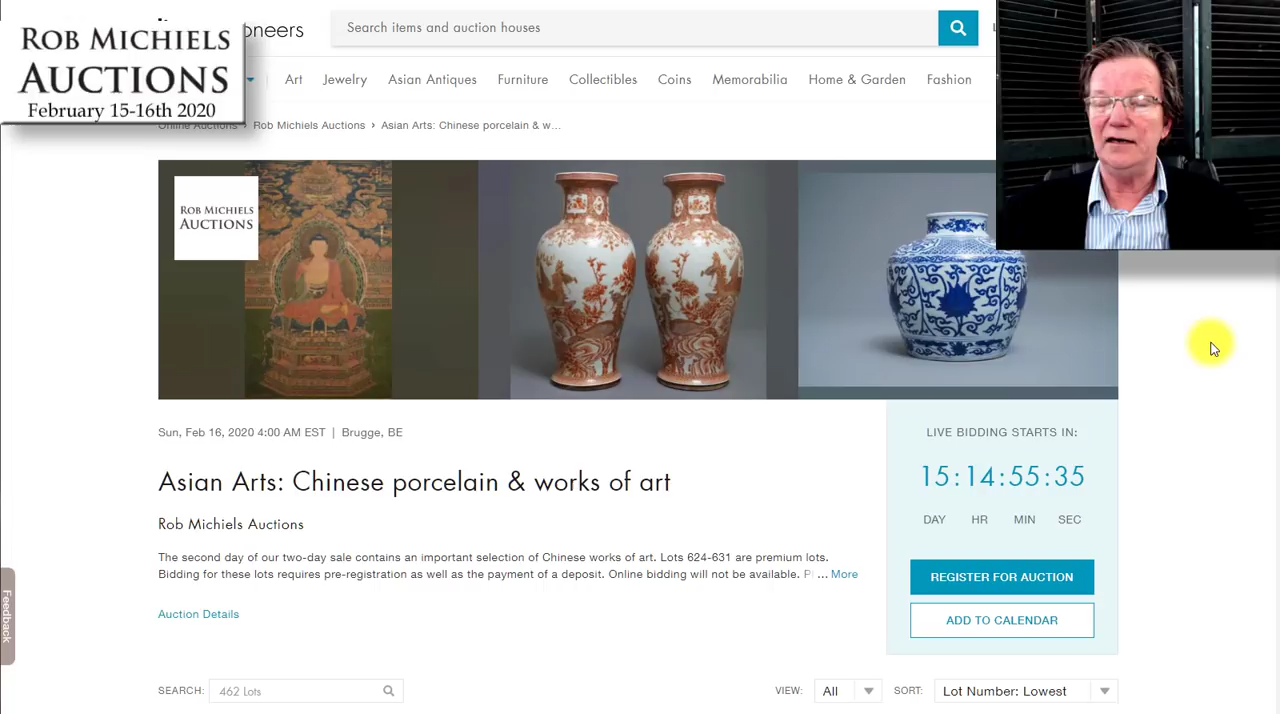 ROB MICHIELS
AUCTIONS
February 15-16th 2020
oneers
Search items and auction houses
Art
Jewelry
Asian Antiques
Furniture
Collectibles
Coins
Memorabilia
Home & Garden
Fashion
Online Auctions › Rob Michiels Auctions › Asian Arts: Chinese porcelain & w...
ROB MICHIELS
AUCTIONS
Sun, Feb 16, 2020 4:00 AM EST | Brugge, BE
Asian Arts: Chinese porcelain & works of art
Rob Michiels Auctions
The second day of our two-day sale contains an important selection of Chinese works of art. Lots 624-631 are premium lots.
Bidding for these lots requires pre-registration as well as the payment of a deposit. Online bidding will not be available. P... More
Auction Details
LIVE BIDDING STARTS IN:
15:14:55:35
DAY HR MIN SEC
REGISTER FOR AUCTION
ADD TO CALENDAR
Feedback
SEARCH: 462 Lots
VIEW: All
SORT: Lot Number: Lowest